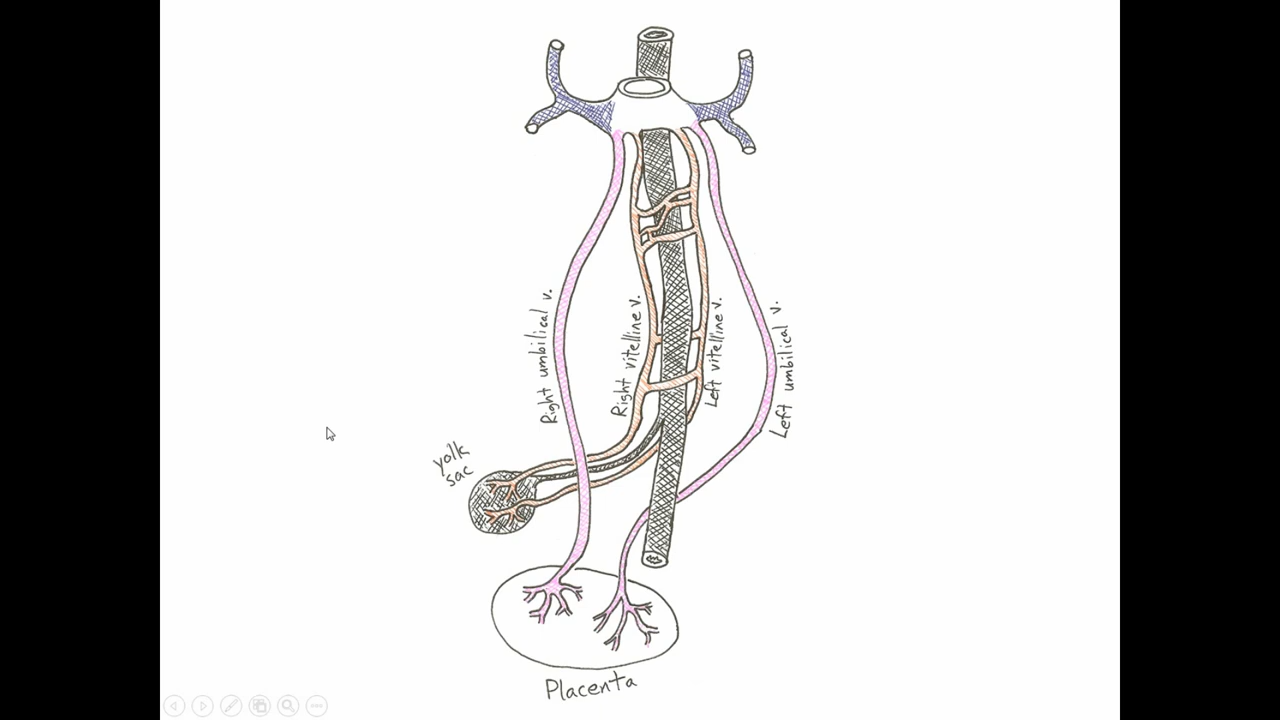 Right umbilical v.
Right vitelline v.
Left vitelline v.
Left umbilical v.
yolk
sac
Placenta